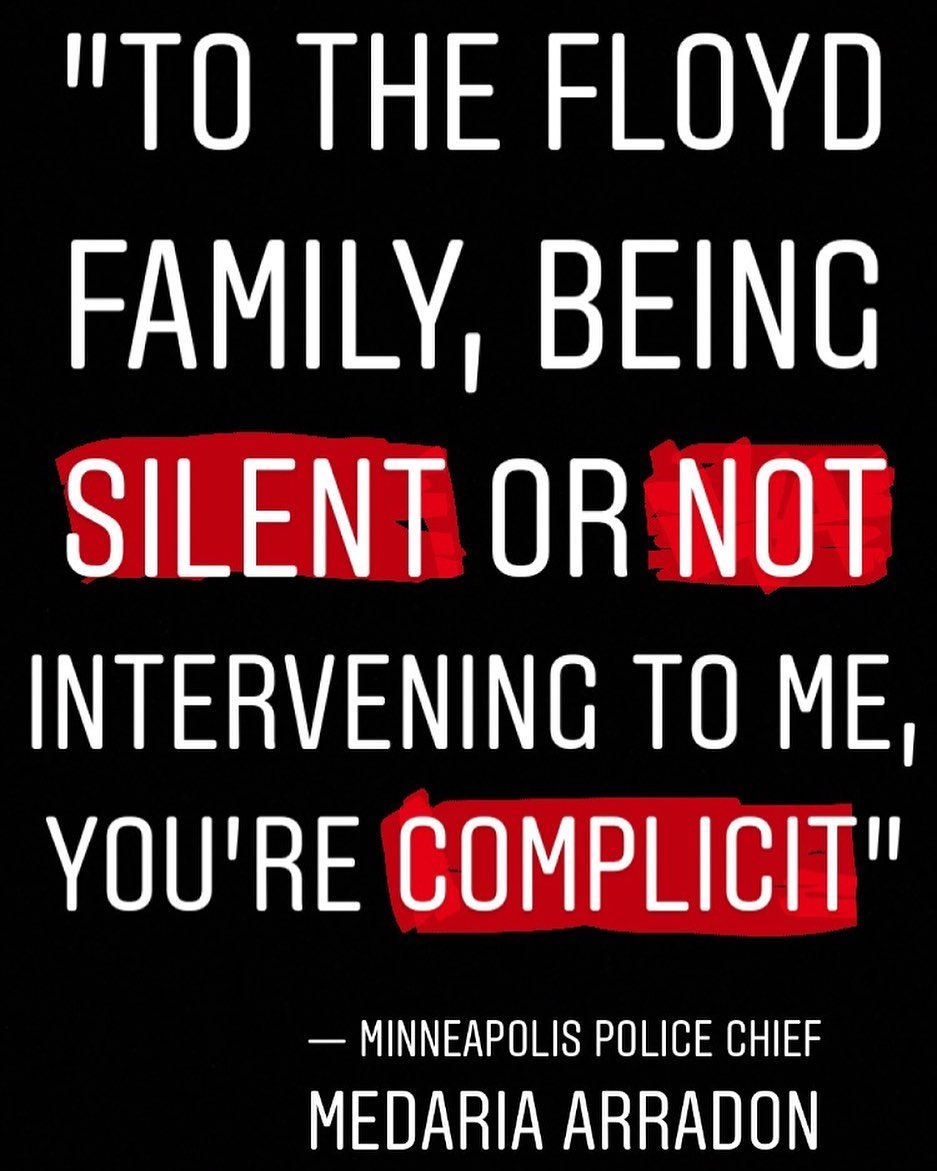 "TO THE FLOYD
FAMILY, BEING
SILENT OR NOT
INTERVENING TO ME,
YOU'RE COMPLICIT"
— MINNEAPOLIS POLICE CHIEF
MEDARIA ARRADON